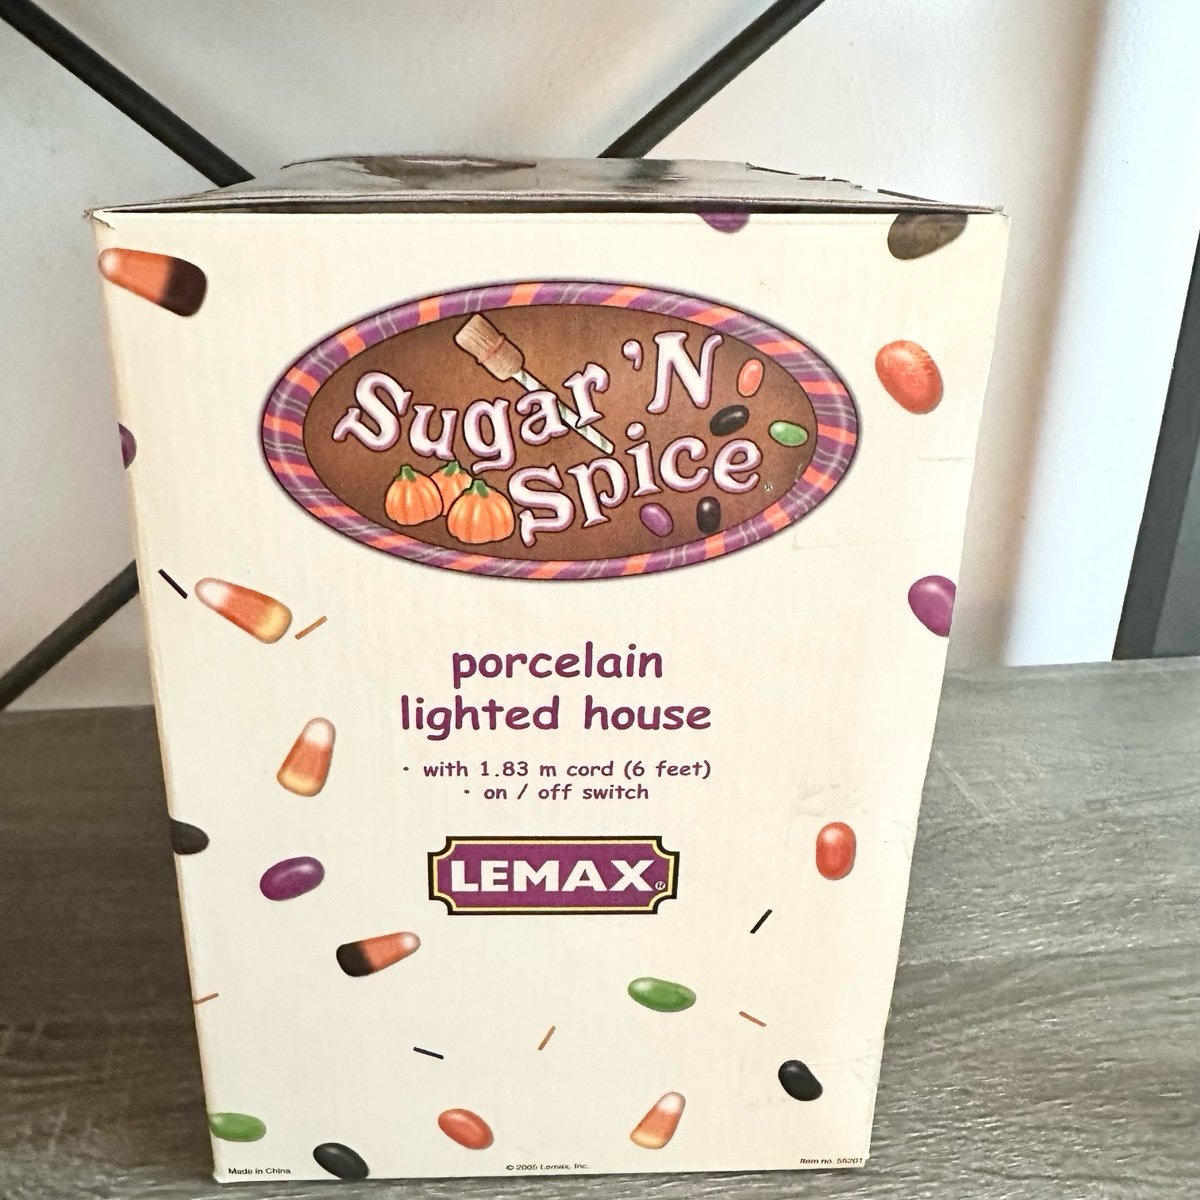 Sugar 'N
Spice®
porcelain
lighted house
• with 1.83 m cord (6 feet)
• on / off switch
LEMAX®
Made in China
© 2005 Lemax, Inc.
Item no. 55201